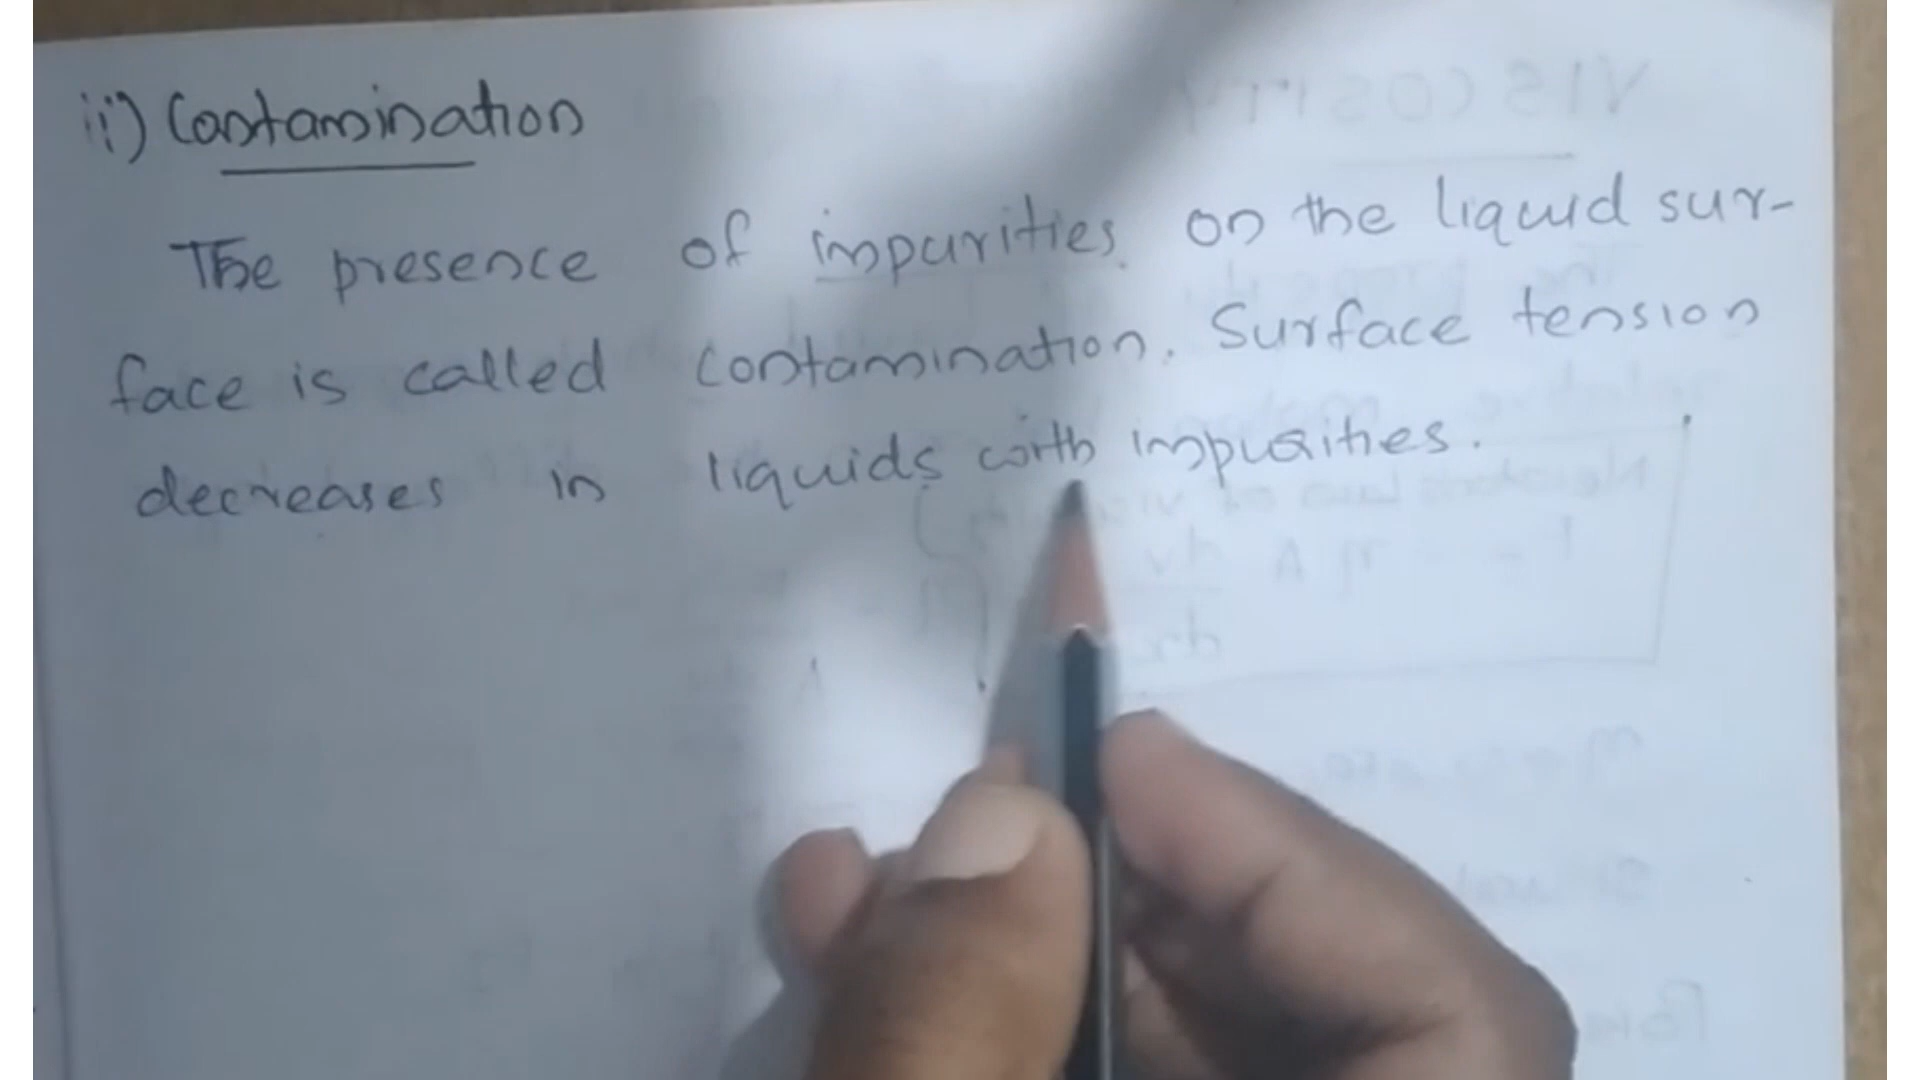 ii) Contamination
The presence of impurities on the liquid sur-
face is called contamination. Surface tension
decreases in liquids with impurities.